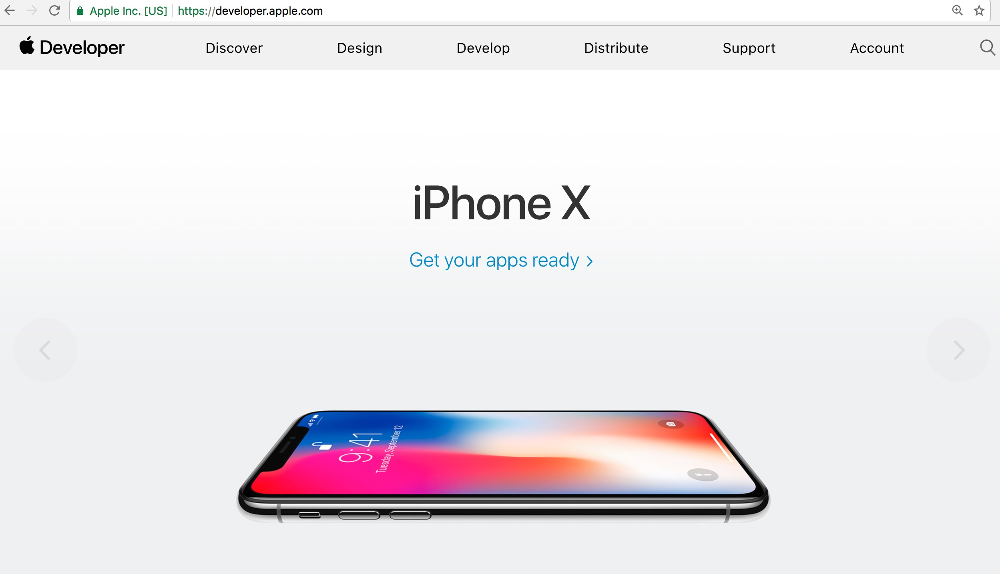 Apple Inc. [US] https://developer.apple.com
Developer Discover Design Develop Distribute Support Account
iPhone X
Get your apps ready >
9:41
Tuesday, September 12